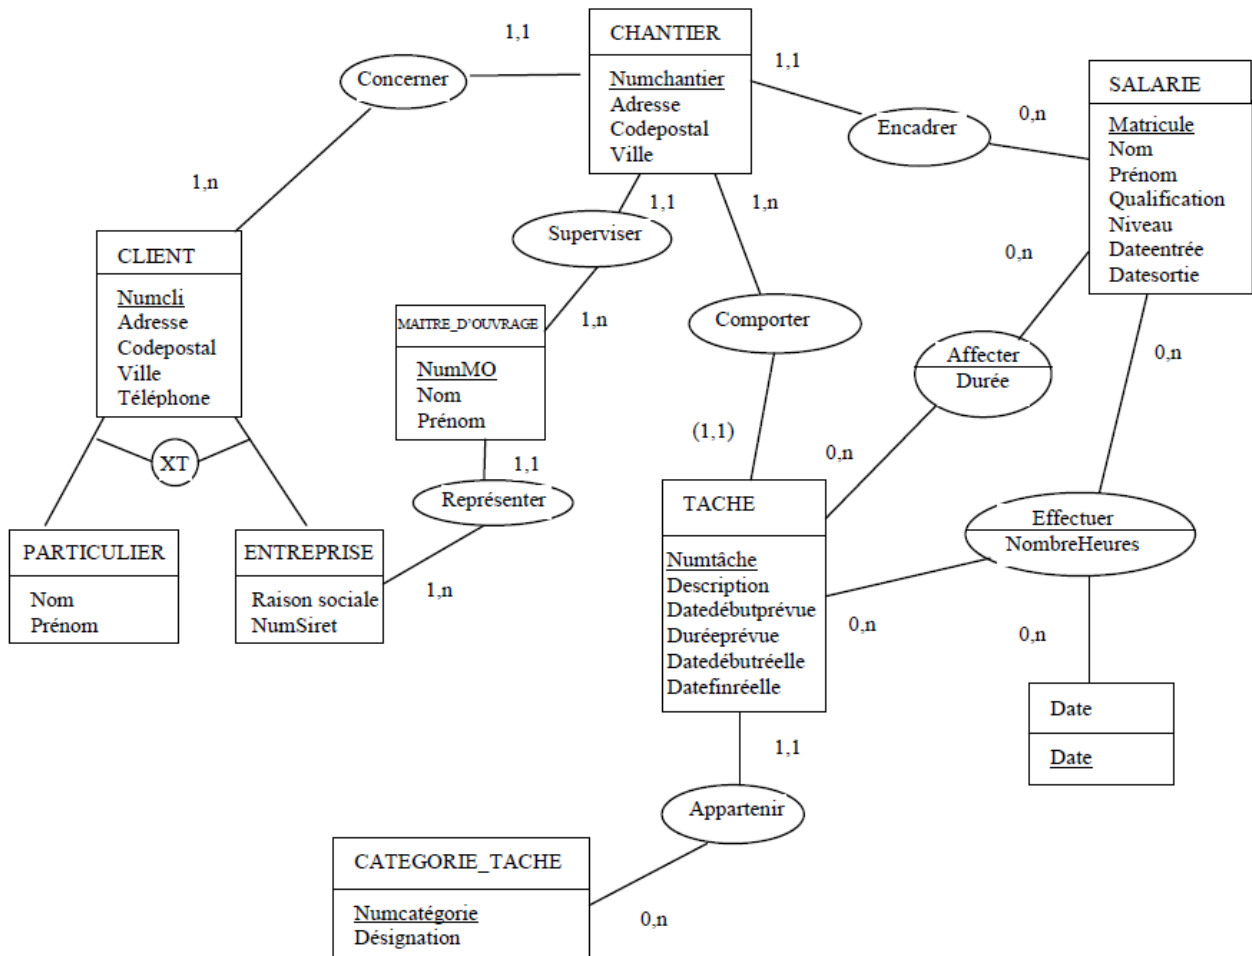 CHANTIER
Numchantier
Adresse
Codepostal
Ville
1,1
Concerner
1,n
1,1
Encadrer
0,n
SALARIE
Matricule
Nom
Prénom
Qualification
Niveau
Dateentrée
Datesortie
CLIENT
Numcli
Adresse
Codepostal
Ville
Téléphone
XT
PARTICULIER
Nom
Prénom
ENTREPRISE
Raison sociale
NumSiret
1,1
Superviser
1,n
MAITRE_D'OUVRAGE
NumMO
Nom
Prénom
1,1
Représenter
1,n
1,n
Comporter
(1,1)
0,n
Affecter
Durée
0,n
TACHE
Numtâche
Description
Datedébutprévue
Duréeprévue
Datedébutréelle
Datefinréelle
0,n
Effectuer
NombreHeures
0,n
0,n
Date
Date
1,1
Appartenir
0,n
CATEGORIE_TACHE
Numcatégorie
Désignation